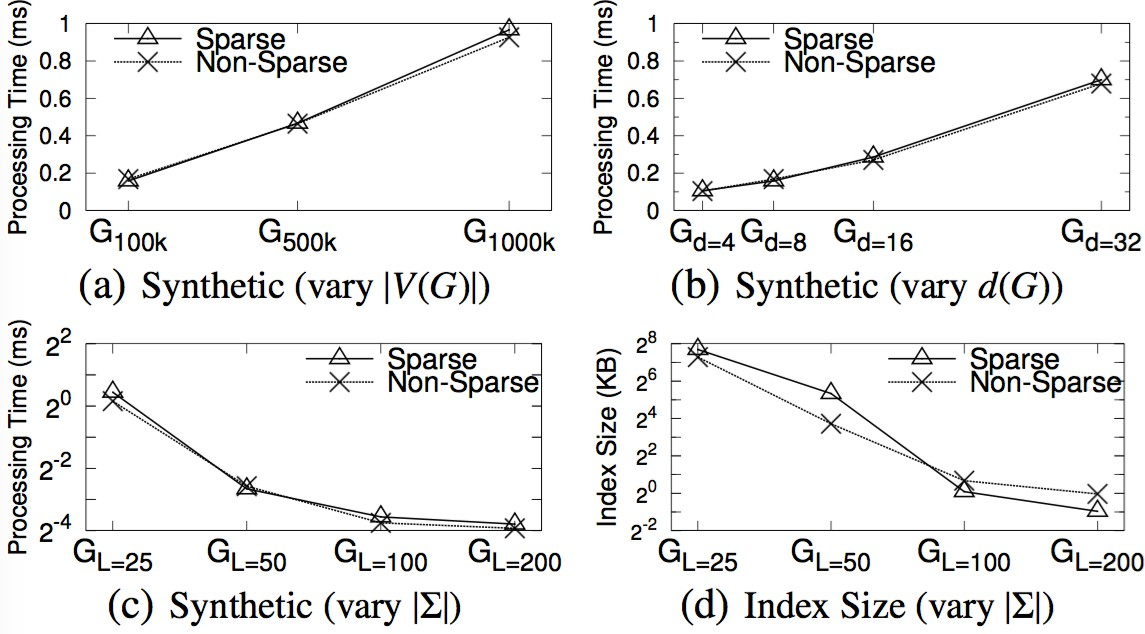 Processing Time (ms)
1
0.8
0.6
0.4
0.2
0
Sparse
Non-Sparse
G100k G500k G1000k
(a) Synthetic (vary |V(G)|)
Processing Time (ms)
1
0.8
0.6
0.4
0.2
0
Sparse
Non-Sparse
Gd=4 Gd=8 Gd=16 Gd=32
(b) Synthetic (vary d(G))
Processing Time (ms)
2^2
2^0
2^-2
2^-4
Sparse
Non-Sparse
GL=25 GL=50 GL=100 GL=200
(c) Synthetic (vary |Σ|)
Index Size (KB)
2^8
2^6
2^4
2^2
2^0
2^-2
Sparse
Non-Sparse
GL=25 GL=50 GL=100 GL=200
(d) Index Size (vary |Σ|)